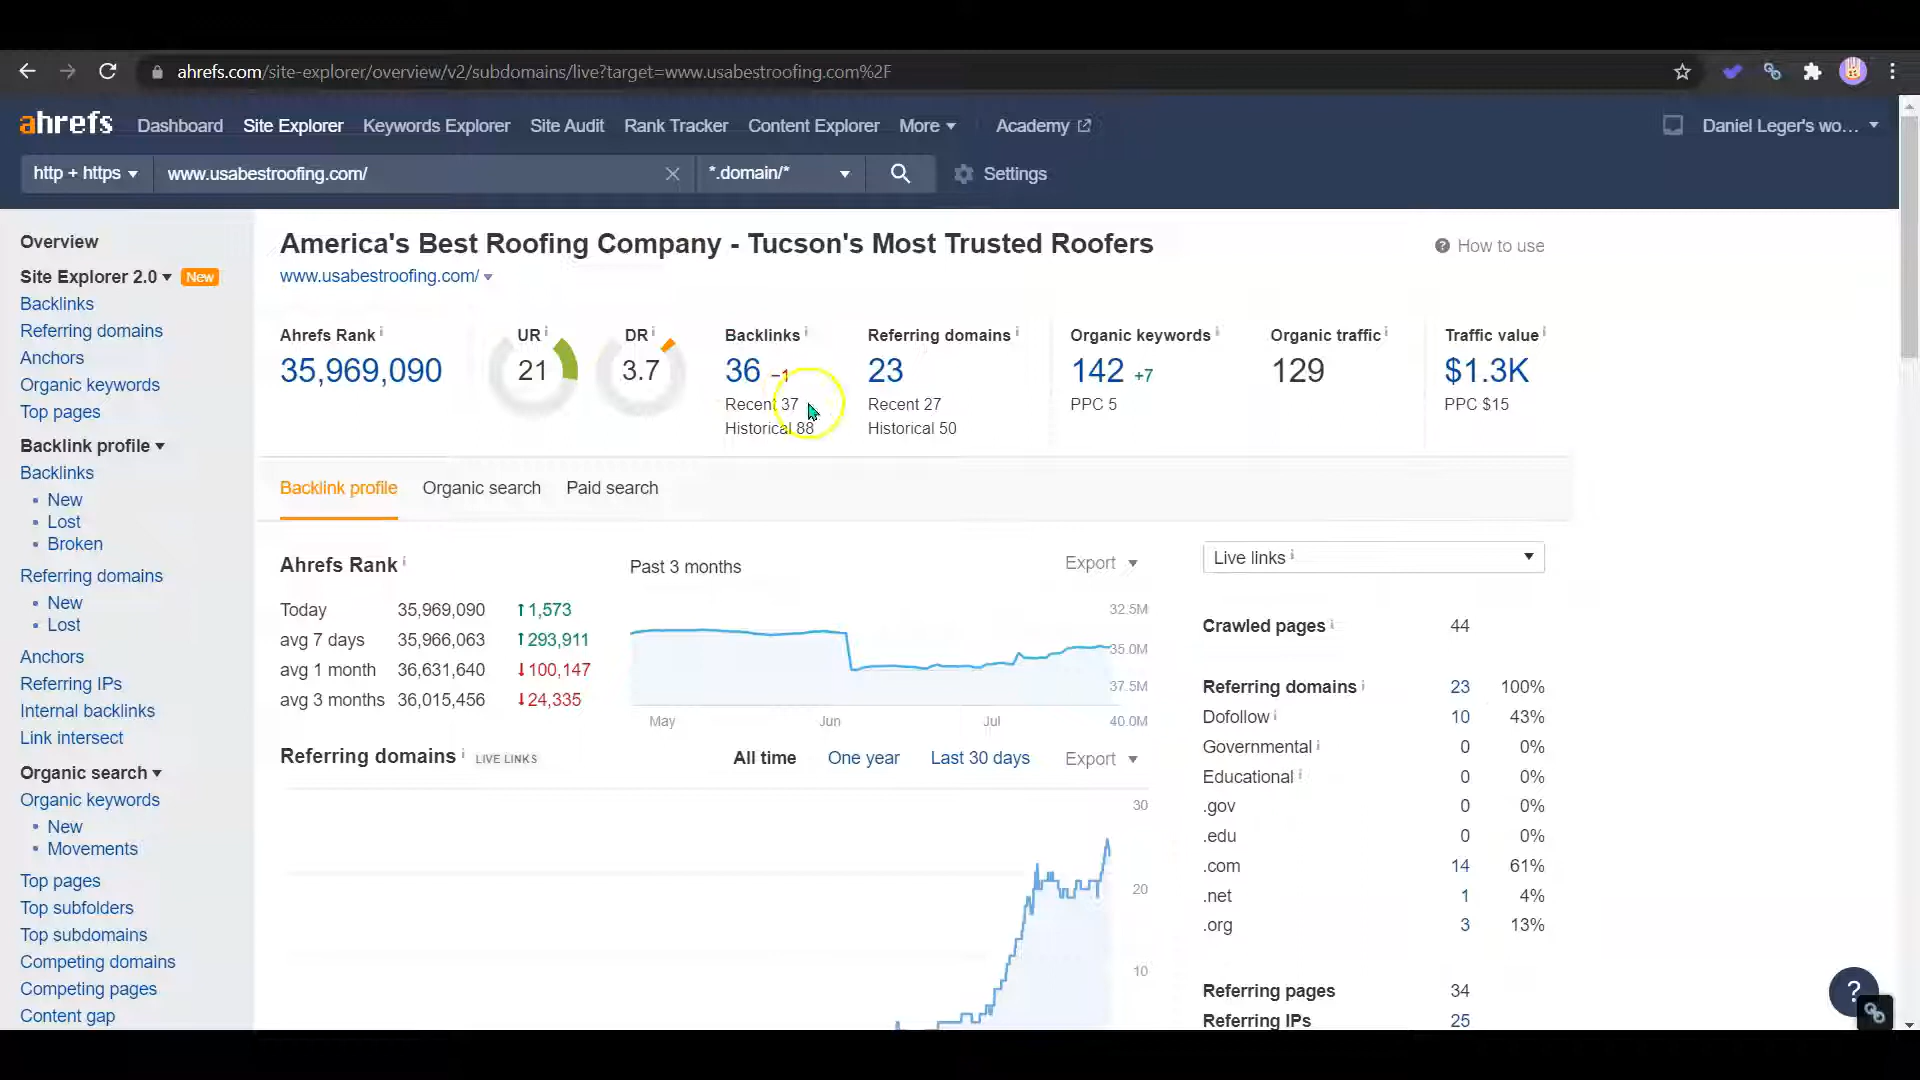 ahrefs.com/site-explorer/overview/v2/subdomains/live?target=www.usabestroofing.com%2F
ahrefs Dashboard Site Explorer Keywords Explorer Site Audit Rank Tracker Content Explorer More Academy Daniel Leger's wo...
http + https www.usabestroofing.com/ *.domain/* Settings
Overview
Site Explorer 2.0 New
Backlinks
Referring domains
Anchors
Organic keywords
Top pages
Backlink profile
Backlinks
New
Lost
Broken
Referring domains
New
Lost
Anchors
Referring IPs
Internal backlinks
Link intersect
Organic search
Organic keywords
New
Movements
Top pages
Top subfolders
Top subdomains
Competing domains
Competing pages
Content gap
America's Best Roofing Company - Tucson's Most Trusted Roofers
How to use
www.usabestroofing.com/
Ahrefs Rank
35,969,090
UR
21
DR
3.7
Backlinks
36 –1
Recent 37
Historical 88
Referring domains
23
Recent 27
Historical 50
Organic keywords
142 +7
PPC 5
Organic traffic
129
Traffic value
$1.3K
PPC $15
Backlink profile Organic search Paid search
Ahrefs Rank
Today 35,969,090 ↑1,573
avg 7 days 35,966,063 ↑293,911
avg 1 month 36,631,640 ↓100,147
avg 3 months 36,015,456 ↓24,335
Past 3 months
Export
32.5M
35.0M
37.5M
40.0M
May Jun Jul
Referring domains LIVE LINKS
All time One year Last 30 days Export
30
20
10
Live links
Crawled pages 44
Referring domains 23 100%
Dofollow 10 43%
Governmental 0 0%
Educational 0 0%
.gov 0 0%
.edu 0 0%
.com 14 61%
.net 1 4%
.org 3 13%
Referring pages 34
Referring IPs 25
?